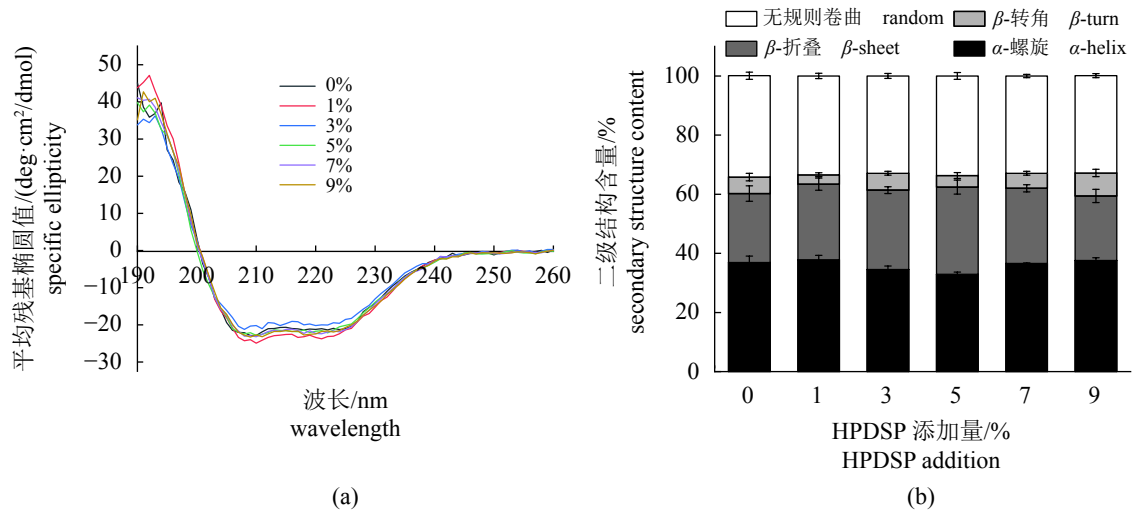 平均残基椭圆值/(deg·cm²/dmol)
specific ellipticity
50
40
30
20
10
0
−10
−20
−30
190 200 210 220 230 240 250 260
0%
1%
3%
5%
7%
9%
波长/nm
wavelength
(a)
无规则卷曲 random β-转角 β-turn
β-折叠 β-sheet α-螺旋 α-helix
二级结构含量/%
secondary structure content
100
80
60
40
20
0
0 1 3 5 7 9
HPDSP 添加量/%
HPDSP addition
(b)